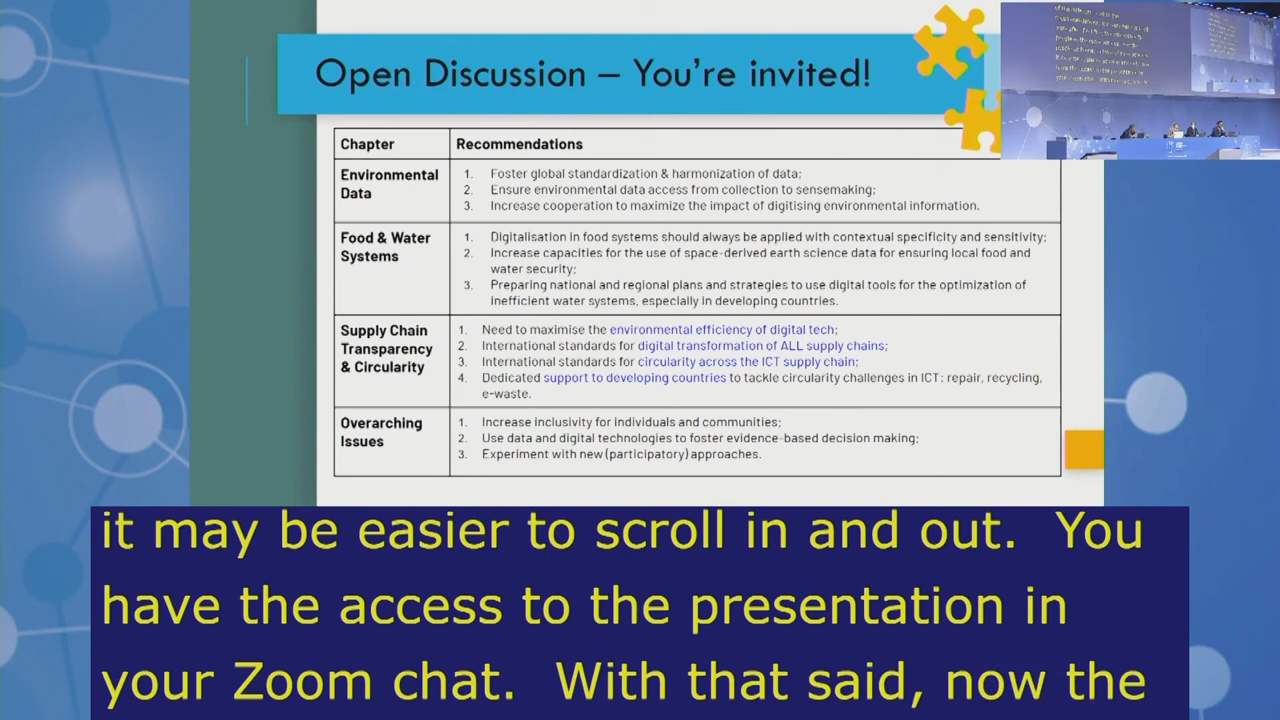 Open Discussion – You're invited!
Chapter Recommendations
Environmental Data
1. Foster global standardization & harmonization of data;
2. Ensure environmental data access from collection to sensemaking;
3. Increase cooperation to maximize the impact of digitising environmental information.
Food & Water Systems
1. Digitalisation in food systems should always be applied with contextual specificity and sensitivity;
2. Increase capacities for the use of space-derived earth science data for ensuring local food and
water security;
3. Preparing national and regional plans and strategies to use digital tools for the optimization of
inefficient water systems, especially in developing countries.
Supply Chain Transparency & Circularity
1. Need to maximise the environmental efficiency of digital tech;
2. International standards for digital transformation of ALL supply chains;
3. International standards for circularity across the ICT supply chain;
4. Dedicated support to developing countries to tackle circularity challenges in ICT: repair, recycling,
e-waste.
Overarching Issues
1. Increase inclusivity for individuals and communities;
2. Use data and digital technologies to foster evidence-based decision making;
3. Experiment with new (participatory) approaches.
it may be easier to scroll in and out. You
have the access to the presentation in
your Zoom chat. With that said, now the